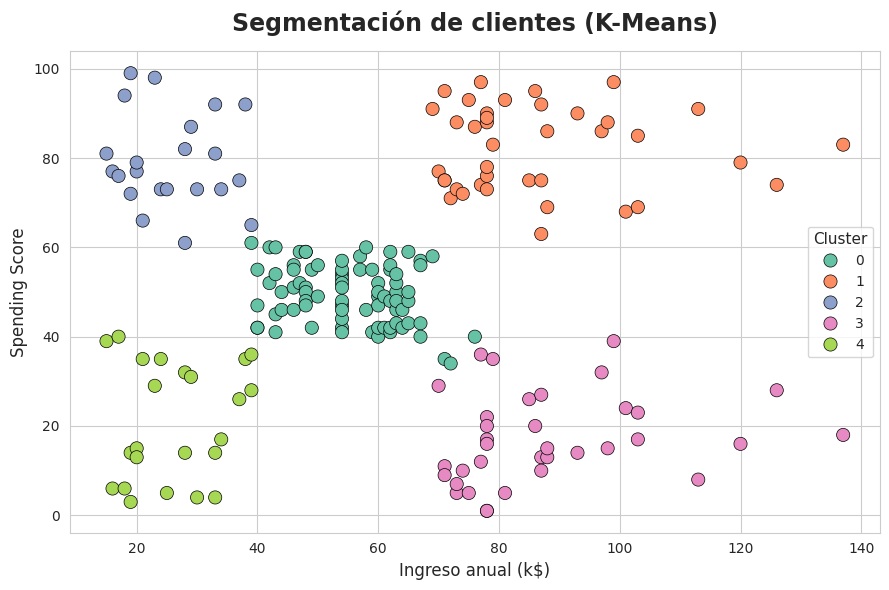 Segmentación de clientes (K-Means)
100
80
60
40
20
0
Spending Score
Cluster
0
1
2
3
4
20 40 60 80 100 120 140
Ingreso anual (k$)